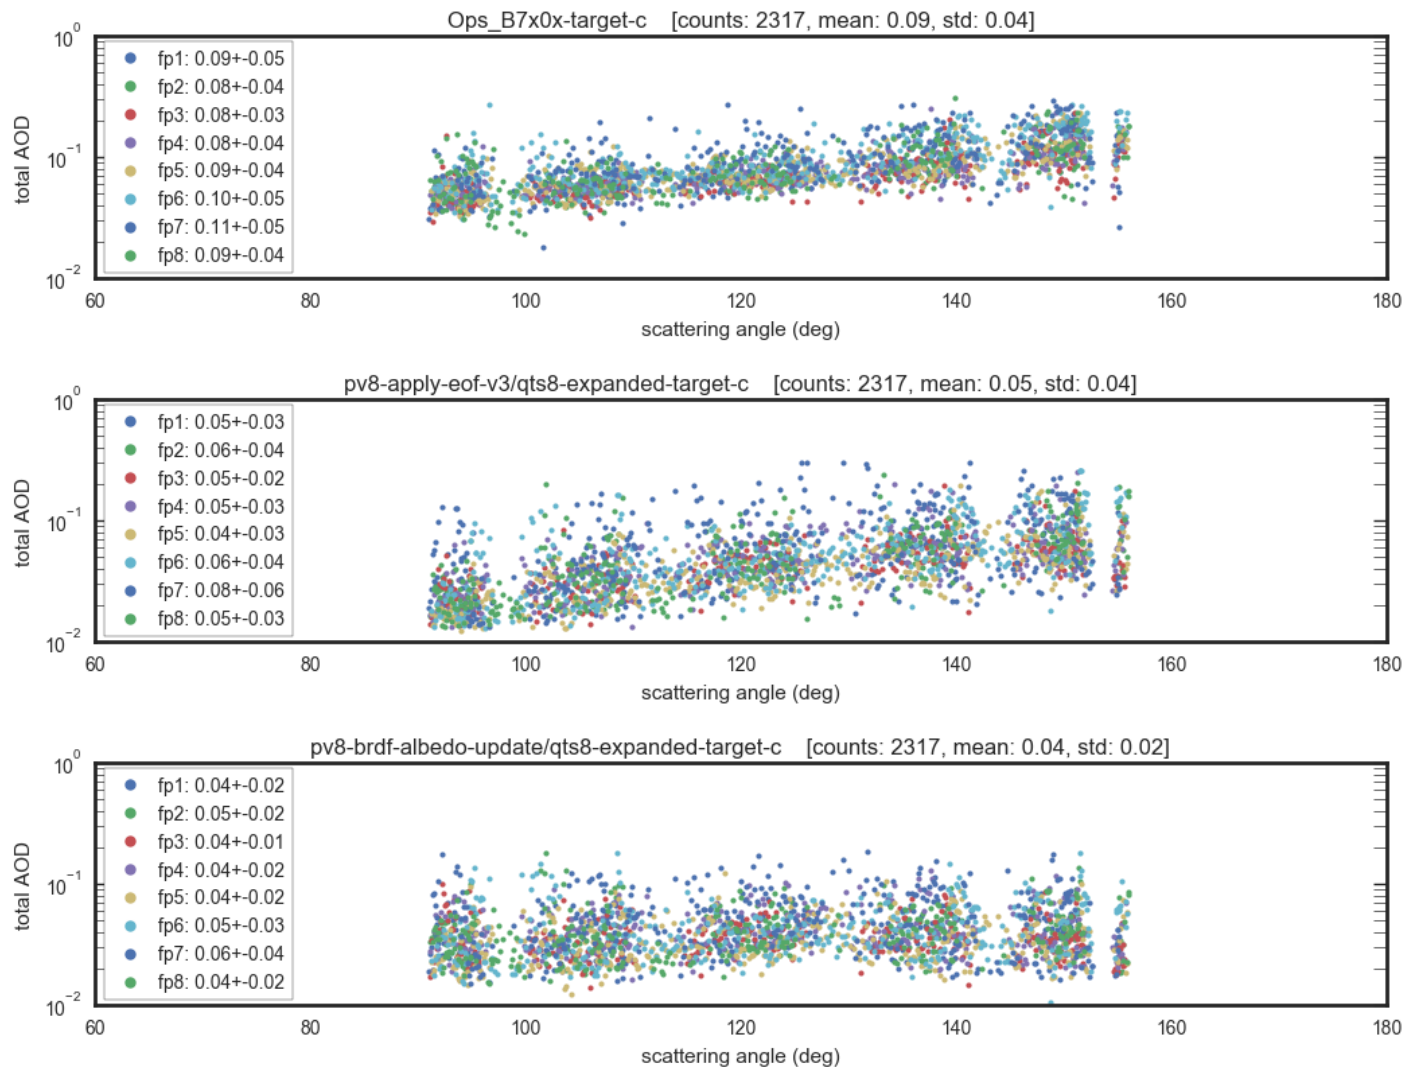 Ops_B7x0x-target-c [counts: 2317, mean: 0.09, std: 0.04]
10^0
10^-1
10^-2
total AOD
fp1: 0.09+-0.05
fp2: 0.08+-0.04
fp3: 0.08+-0.03
fp4: 0.08+-0.04
fp5: 0.09+-0.04
fp6: 0.10+-0.05
fp7: 0.11+-0.05
fp8: 0.09+-0.04
60 80 100 120 140 160 180
scattering angle (deg)
pv8-apply-eof-v3/qts8-expanded-target-c [counts: 2317, mean: 0.05, std: 0.04]
10^0
10^-1
10^-2
total AOD
fp1: 0.05+-0.03
fp2: 0.06+-0.04
fp3: 0.05+-0.02
fp4: 0.05+-0.03
fp5: 0.04+-0.03
fp6: 0.06+-0.04
fp7: 0.08+-0.06
fp8: 0.05+-0.03
60 80 100 120 140 160 180
scattering angle (deg)
pv8-brdf-albedo-update/qts8-expanded-target-c [counts: 2317, mean: 0.04, std: 0.02]
10^0
10^-1
10^-2
total AOD
fp1: 0.04+-0.02
fp2: 0.05+-0.02
fp3: 0.04+-0.01
fp4: 0.04+-0.02
fp5: 0.04+-0.02
fp6: 0.05+-0.03
fp7: 0.06+-0.04
fp8: 0.04+-0.02
60 80 100 120 140 160 180
scattering angle (deg)